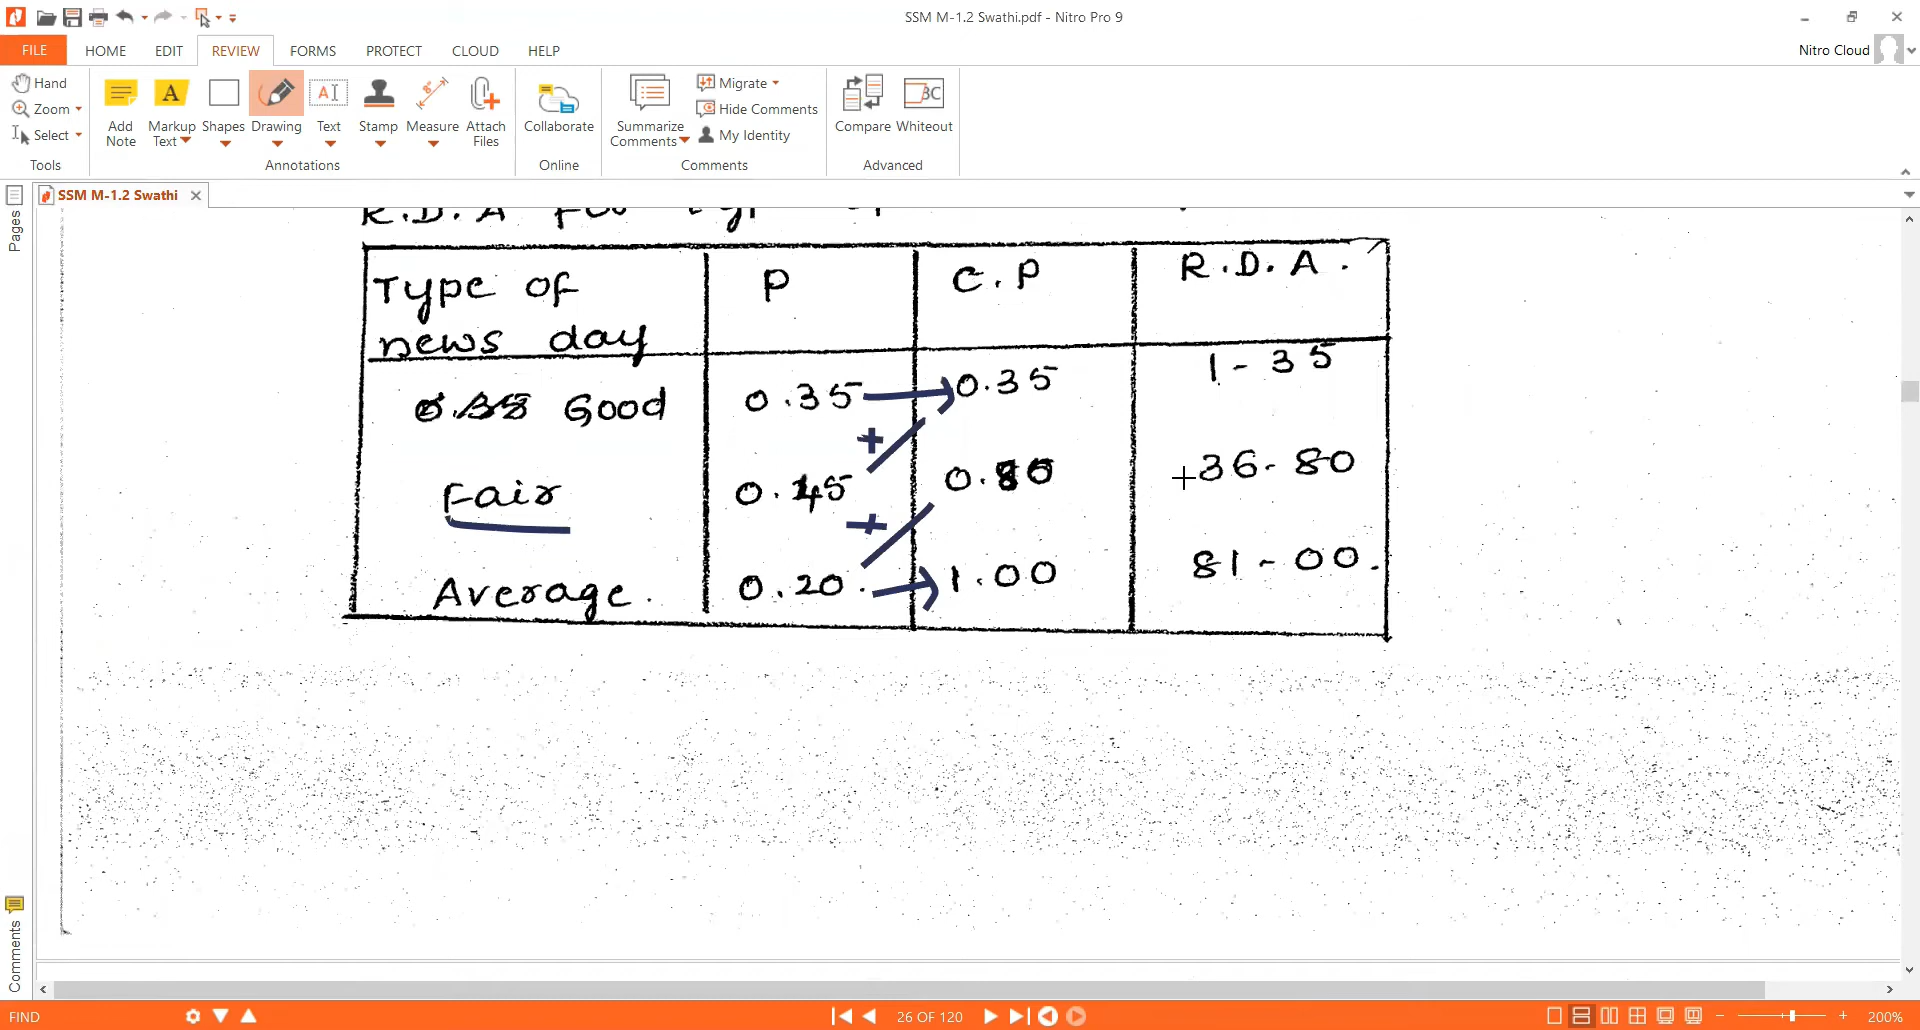 SSM M-1.2 Swathi.pdf - Nitro Pro 9
FILE HOME EDIT REVIEW FORMS PROTECT CLOUD HELP
Nitro Cloud
Hand
Zoom
Select
Tools
Add Note
Markup Text
Shapes
Drawing
Text
Stamp
Measure
Attach Files
Annotations
Collaborate
Online
Summarize Comments
Migrate
Hide Comments
My Identity
Comments
Compare
Whiteout
Advanced
SSM M-1.2 Swathi
Pages
R.D.A For
Type of news day P C.P R.D.A.
Good 0.35 0.35 1-35
+
Fair 0.45 0.80 36-80
+
Average. 0.20. 1.00 81-00.
Comments
FIND
26 OF 120
200%